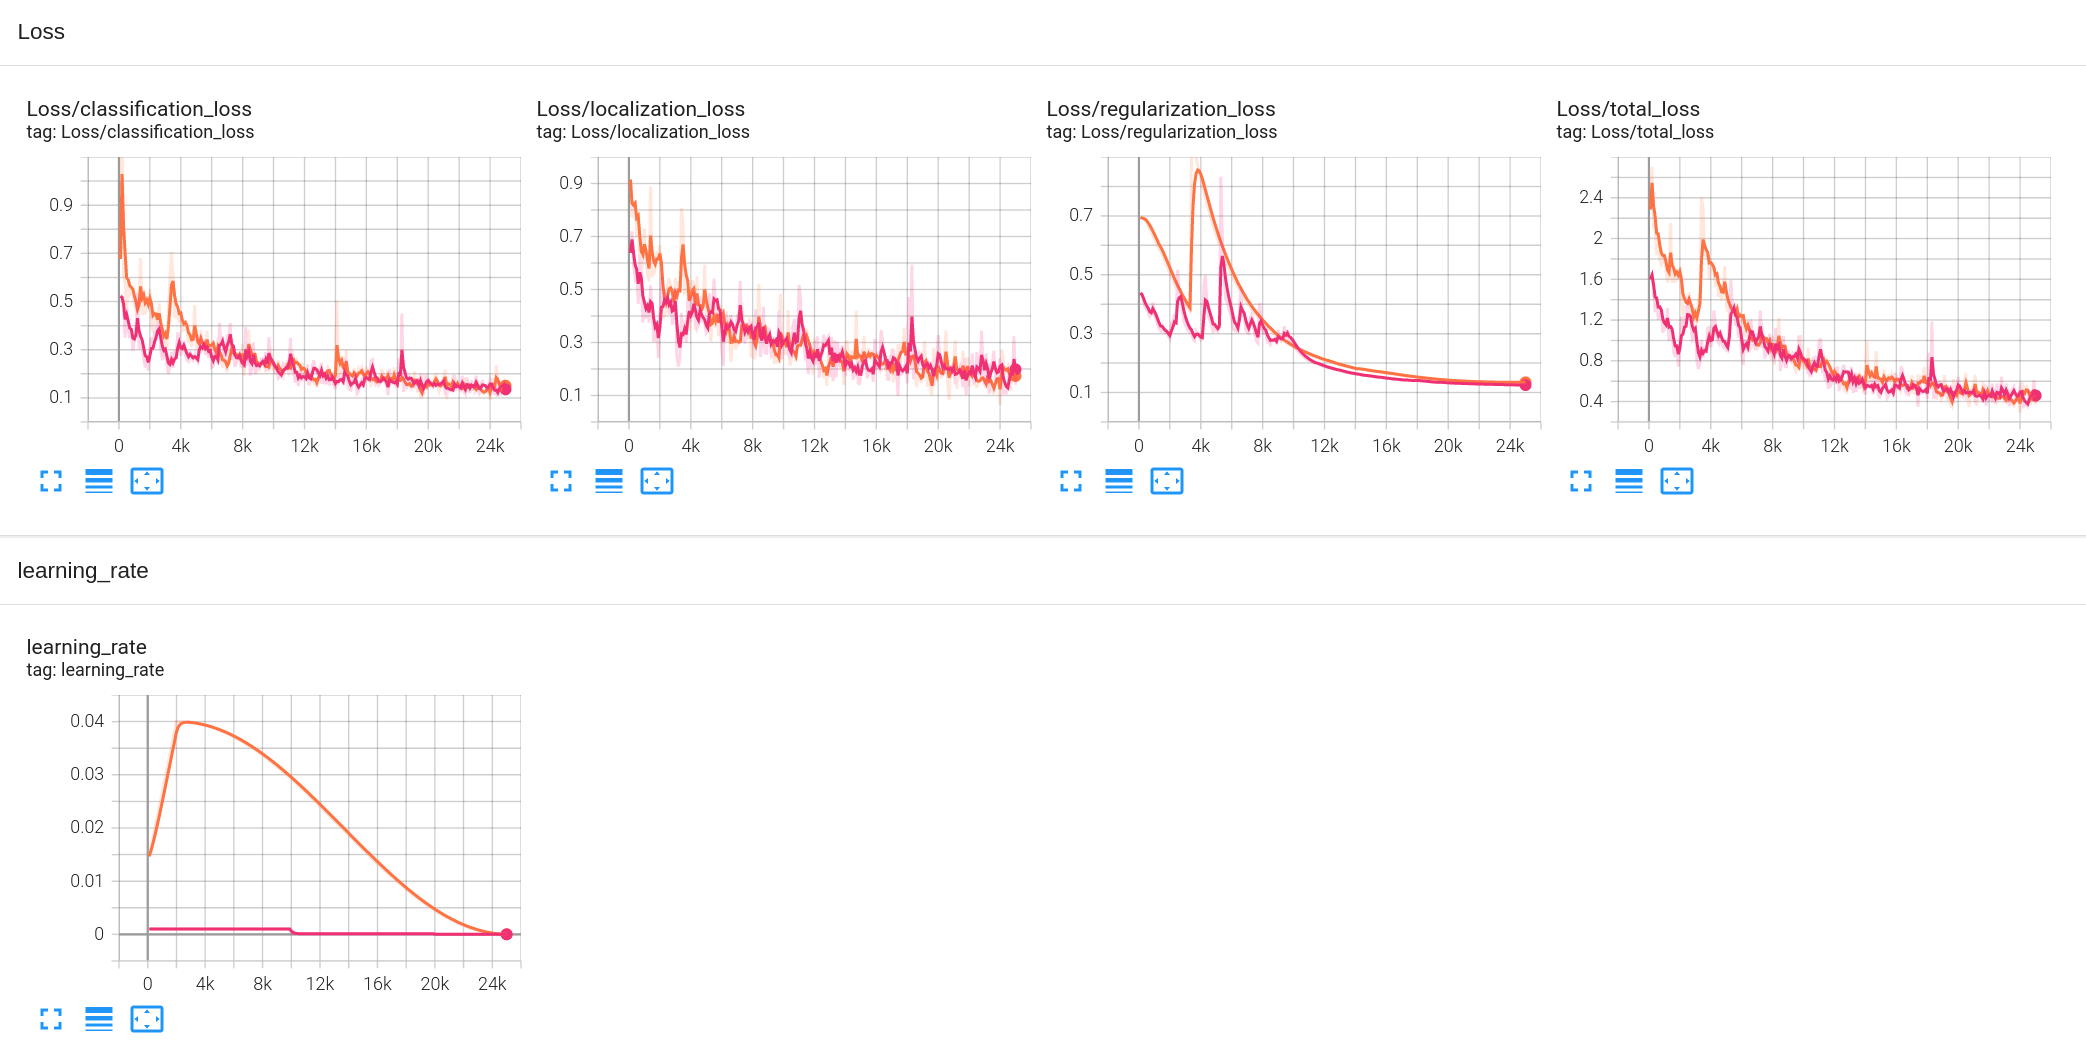 Loss
Loss/classification_loss
tag: Loss/classification_loss
0.9
0.7
0.5
0.3
0.1
0 4k 8k 12k 16k 20k 24k
Loss/localization_loss
tag: Loss/localization_loss
0.9
0.7
0.5
0.3
0.1
0 4k 8k 12k 16k 20k 24k
Loss/regularization_loss
tag: Loss/regularization_loss
0.7
0.5
0.3
0.1
0 4k 8k 12k 16k 20k 24k
Loss/total_loss
tag: Loss/total_loss
2.4
2
1.6
1.2
0.8
0.4
0 4k 8k 12k 16k 20k 24k
learning_rate
learning_rate
tag: learning_rate
0.04
0.03
0.02
0.01
0
0 4k 8k 12k 16k 20k 24k